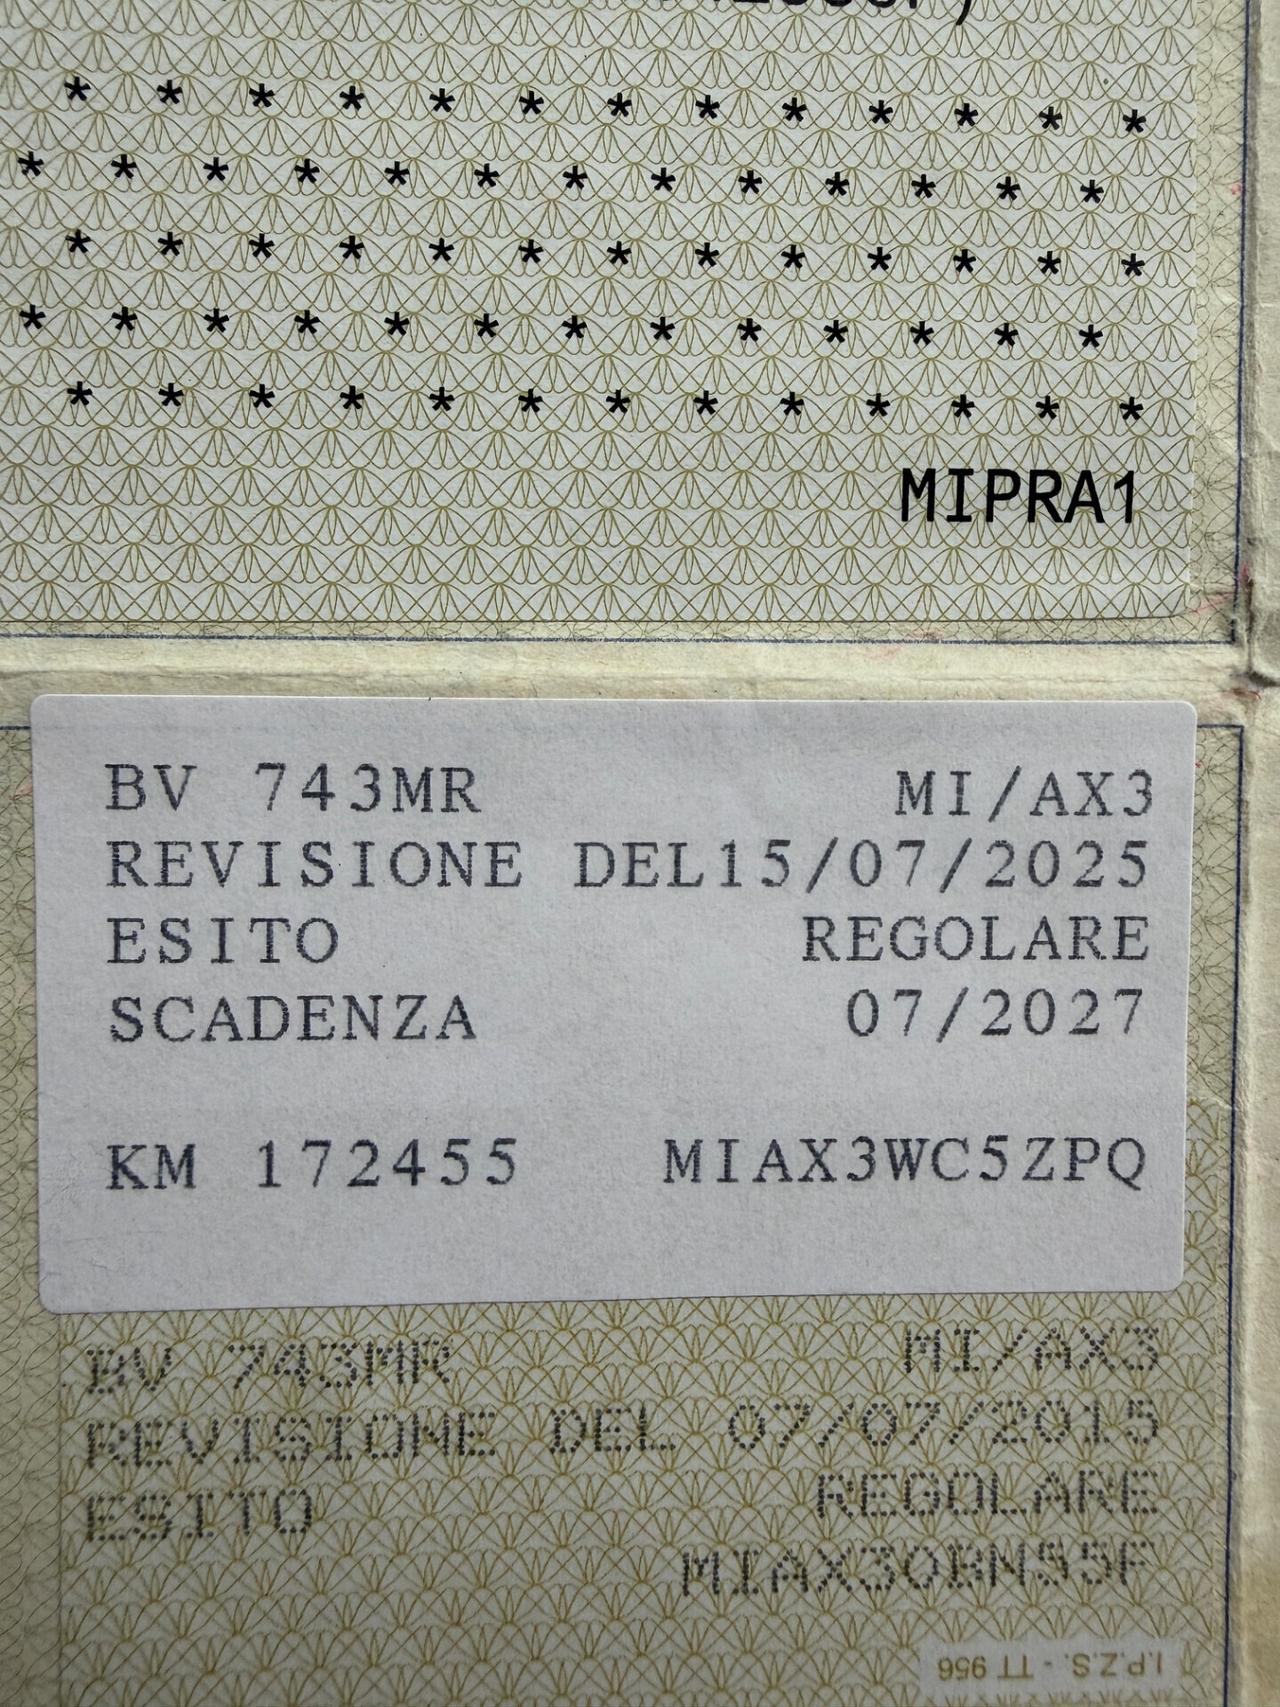 * * * * * * * * * * * * *
* * * * * * * * * * * * *
* * * * * * * * * * * * *
* * * * * * * * * * * * *
* * * * * * * * * * * * *
MIPRA1
BV 743MR MI/AX3
REVISIONE DEL15/07/2025
ESITO REGOLARE
SCADENZA 07/2027
KM 172455 MIAX3WC5ZPQ
BV 743MR MI/AX3
REVISIONE DEL 07/07/2015
ESITO REGOLARE
MIAX30BN55F
I.P.Z.S. - TT 956